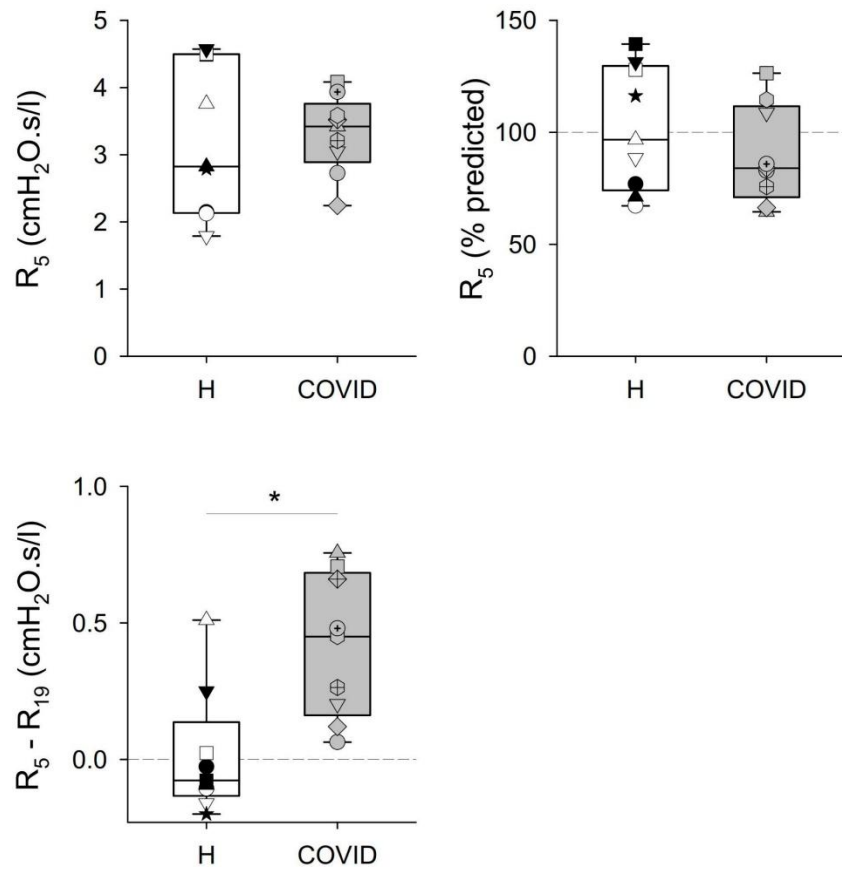 R5 (cmH2O.s/l)
5
4
3
2
1
0
H COVID
R5 (% predicted)
150
100
50
0
H COVID
R5 - R19 (cmH2O.s/l)
1.0
0.5
0.0
*
H COVID